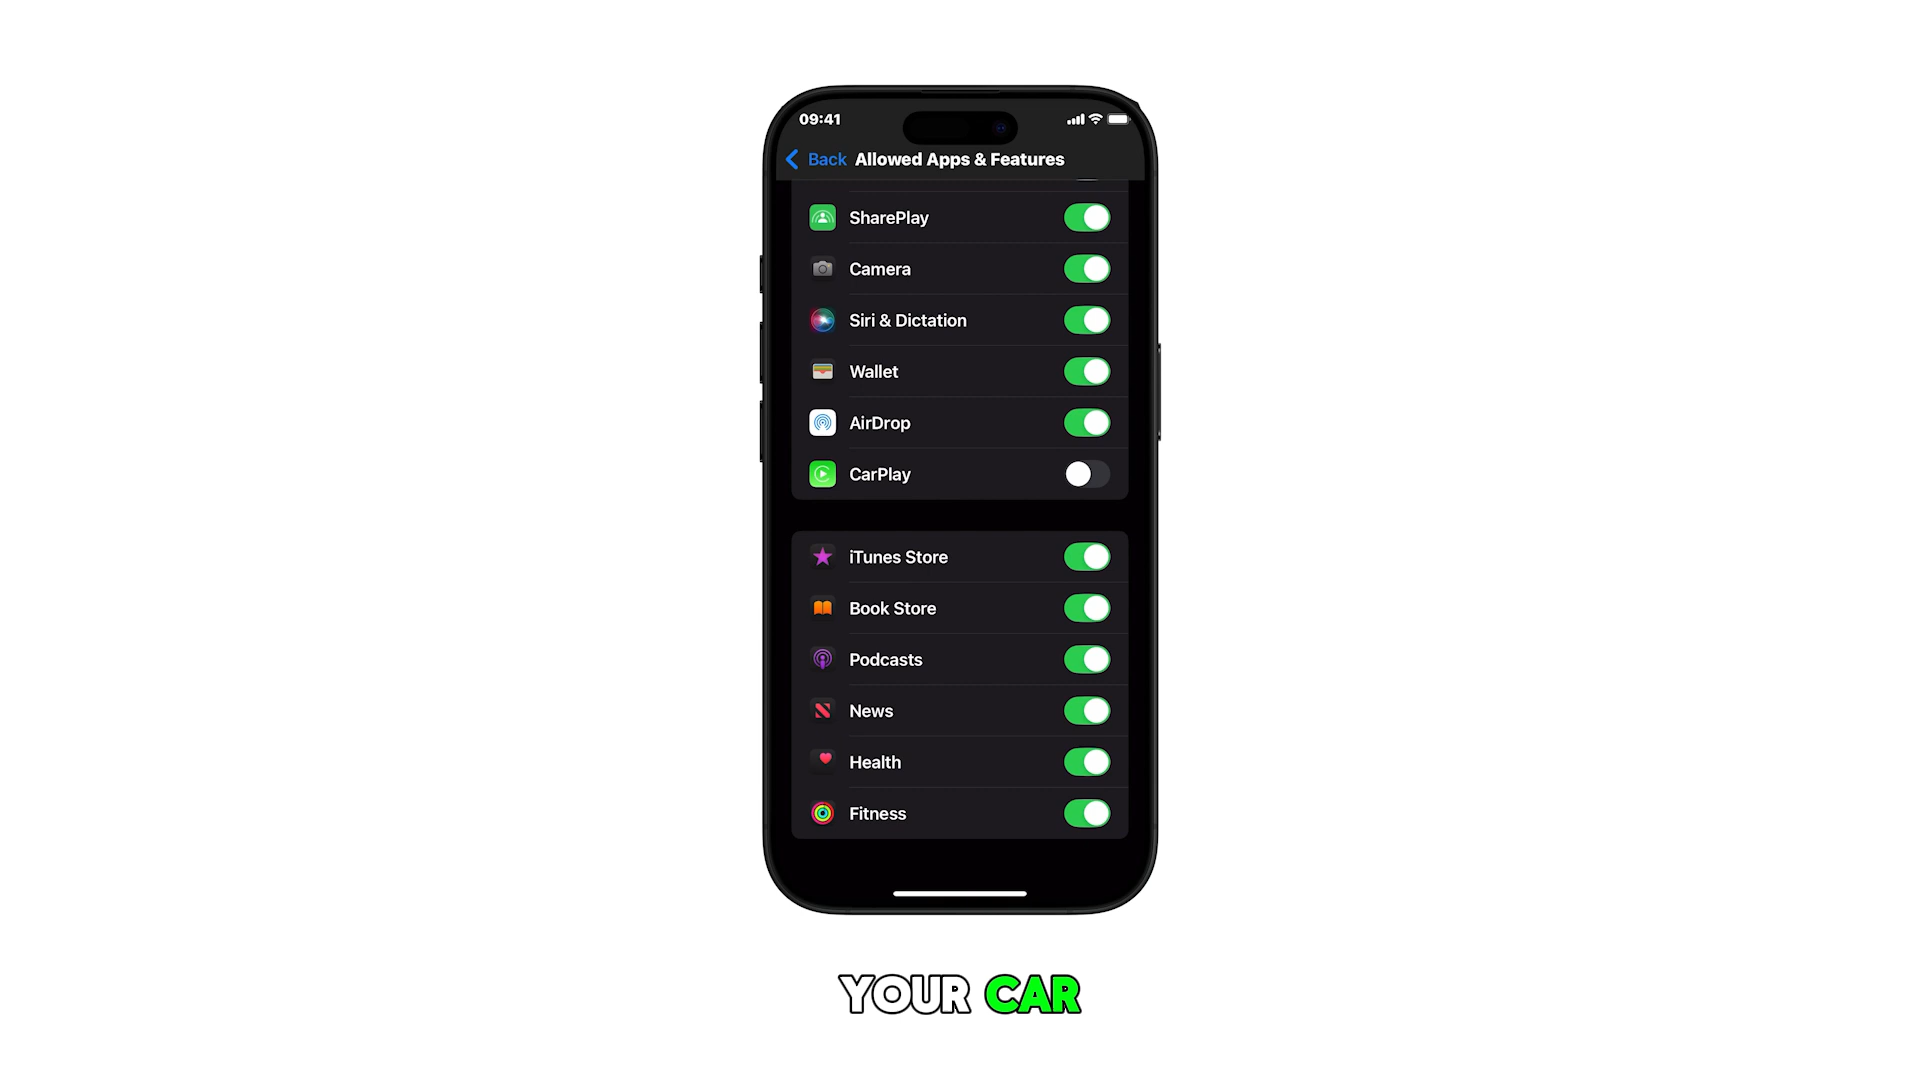 09:41
Back Allowed Apps & Features
SharePlay
Camera
Siri & Dictation
Wallet
AirDrop
CarPlay
iTunes Store
Book Store
Podcasts
News
Health
Fitness
YOUR CAR